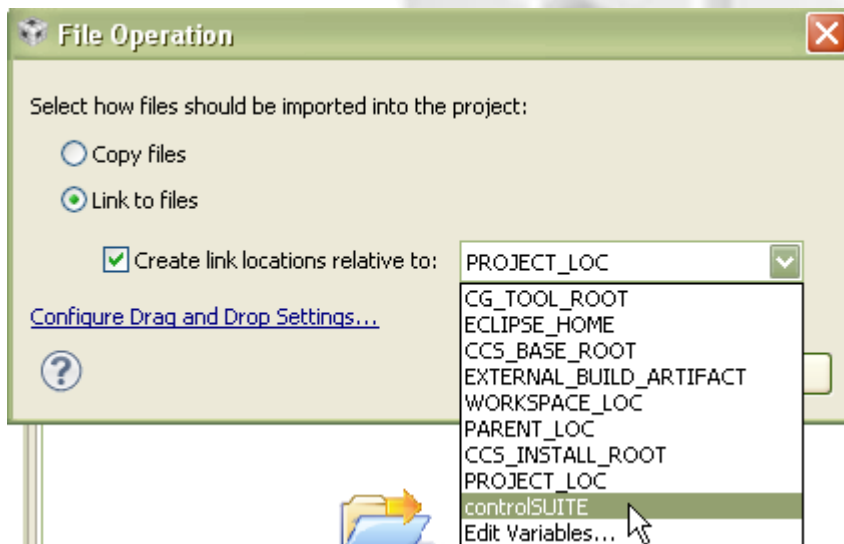 File Operation
Select how files should be imported into the project:
Copy files
Link to files
Create link locations relative to: PROJECT_LOC
CG_TOOL_ROOT
Configure Drag and Drop Settings...
ECLIPSE_HOME
CCS_BASE_ROOT
EXTERNAL_BUILD_ARTIFACT
WORKSPACE_LOC
PARENT_LOC
CCS_INSTALL_ROOT
PROJECT_LOC
controlSUITE
Edit Variables...